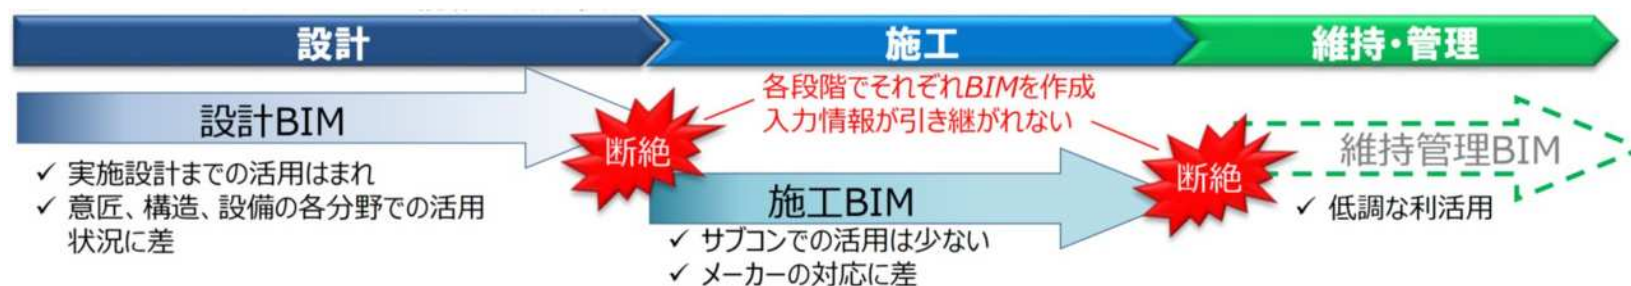 設計
施工
維持・管理
設計BIM
断絶
各段階でそれぞれBIMを作成
入力情報が引き継がれない
断絶
維持管理BIM
✓ 実施設計までの活用はまれ
✓ 意匠、構造、設備の各分野での活用
状況に差
施工BIM
✓ サブコンでの活用は少ない
✓ メーカーの対応に差
✓ 低調な利活用